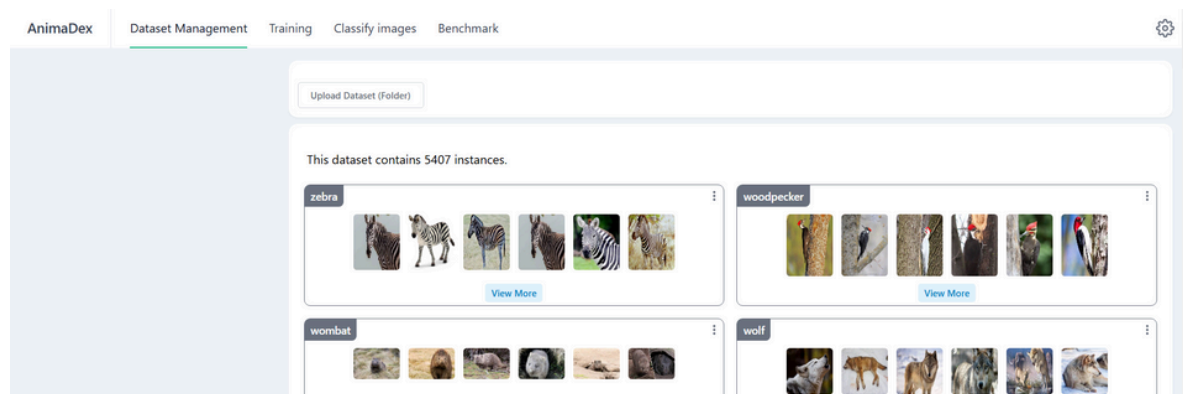 AnimaDex Dataset Management Training Classify images Benchmark
Upload Dataset (Folder)
This dataset contains 5407 instances.
zebra
View More
woodpecker
View More
wombat
wolf